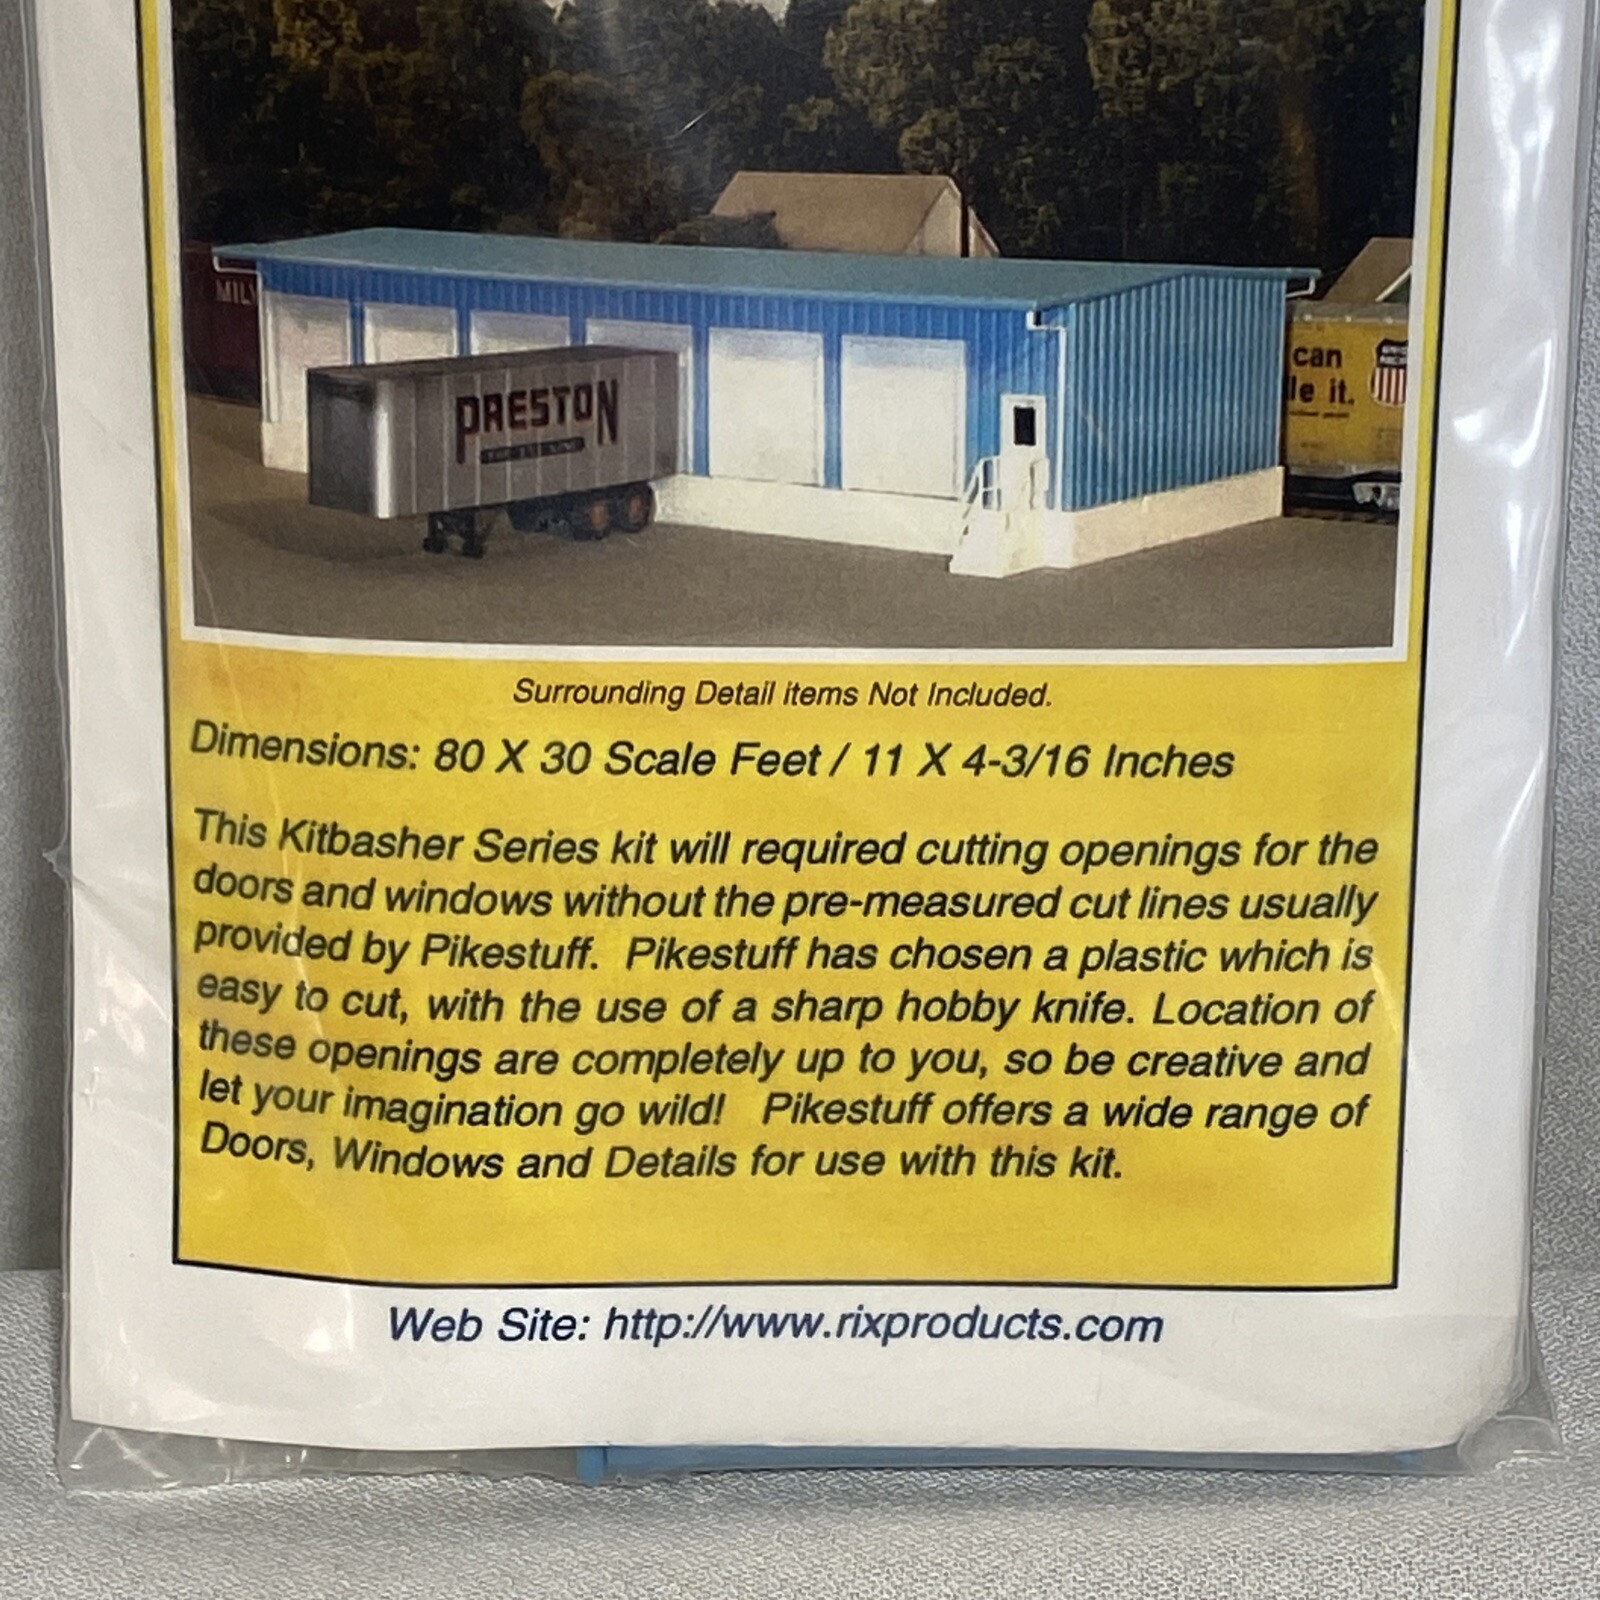 MILW
PRESTON
can
le it.
Surrounding Detail items Not Included.
Dimensions: 80 X 30 Scale Feet / 11 X 4-3/16 Inches
This Kitbasher Series kit will required cutting openings for the
doors and windows without the pre-measured cut lines usually
provided by Pikestuff. Pikestuff has chosen a plastic which is
easy to cut, with the use of a sharp hobby knife. Location of
these openings are completely up to you, so be creative and
let your imagination go wild! Pikestuff offers a wide range of
Doors, Windows and Details for use with this kit.
Web Site: http://www.rixproducts.com